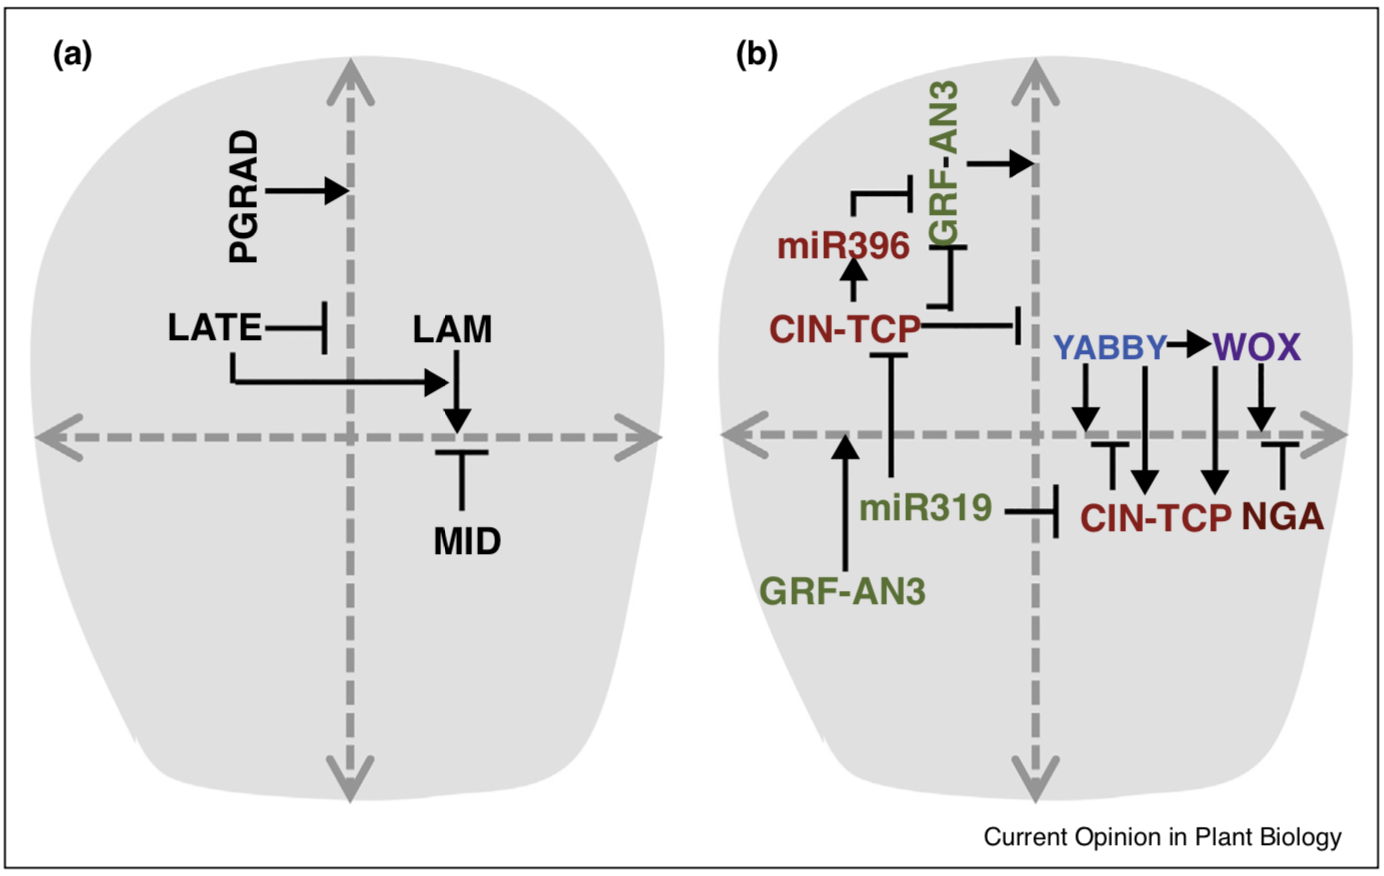 (a)
PGRAD
LATE
LAM
MID
(b)
GRF-AN3
miR396
CIN-TCP
YABBY
WOX
miR319
CIN-TCP
NGA
GRF-AN3
Current Opinion in Plant Biology